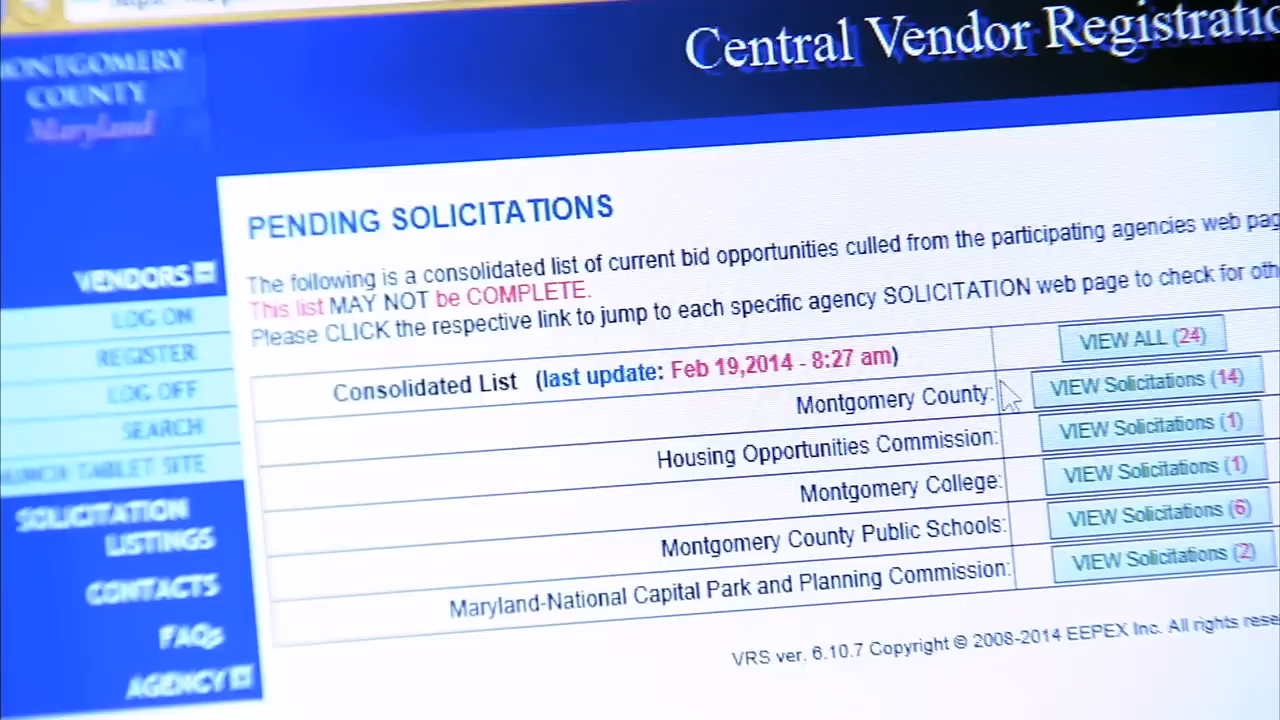 Central Vendor Registratio
MONTGOMERY
COUNTY
Maryland
VENDORS
LOG ON
REGISTER
LOG OFF
SEARCH
TABLET SITE
SOLICITATION
LISTINGS
CONTACTS
FAQs
AGENCY
PENDING SOLICITATIONS
The following is a consolidated list of current bid opportunities culled from the participating agencies web pag
This list MAY NOT be COMPLETE.
Please CLICK the respective link to jump to each specific agency SOLICITATION web page to check for oth
Consolidated List (last update: Feb 19,2014 - 8:27 am) VIEW ALL (24)
Montgomery County: VIEW Solicitations (14)
Housing Opportunities Commission: VIEW Solicitations (1)
Montgomery College: VIEW Solicitations (1)
Montgomery County Public Schools: VIEW Solicitations (6)
Maryland-National Capital Park and Planning Commission: VIEW Solicitations (2)
VRS ver. 6.10.7 Copyright © 2008-2014 EEPEX Inc. All rights rese